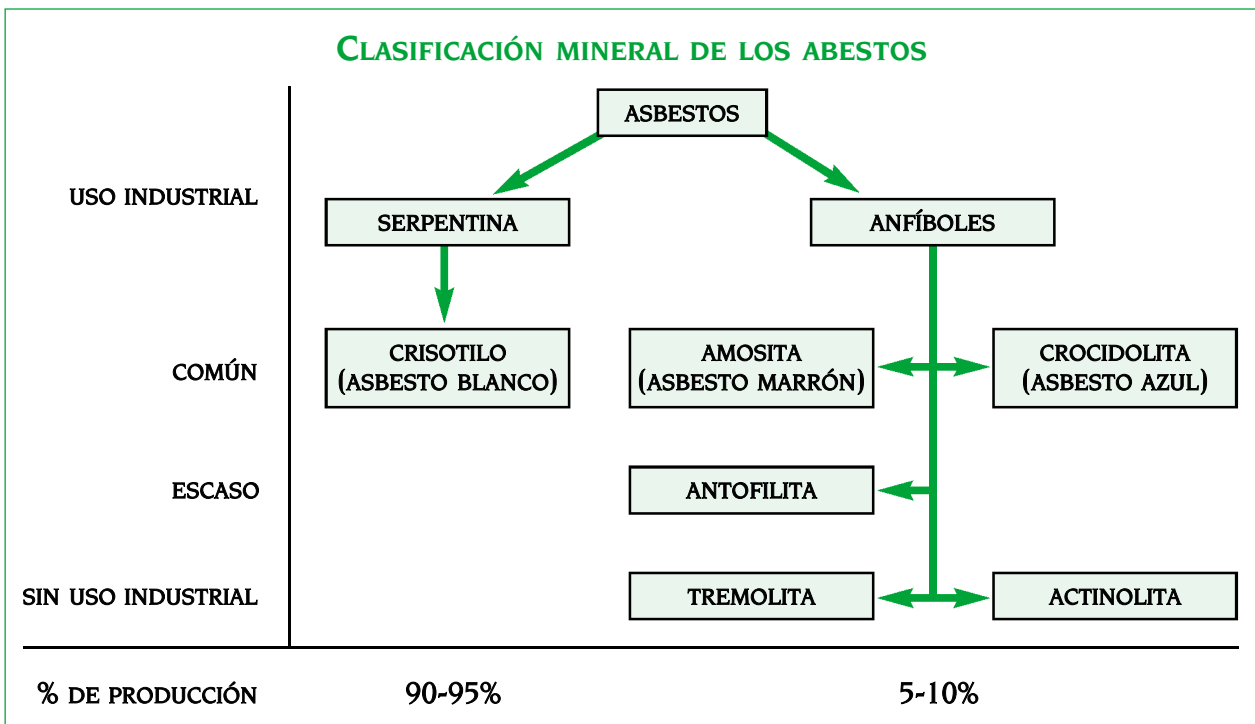 CLASIFICACIÓN MINERAL DE LOS ABESTOS
ASBESTOS
USO INDUSTRIAL
SERPENTINA
ANFÍBOLES
COMÚN
CRISOTILO
(ASBESTO BLANCO)
AMOSITA
(ASBESTO MARRÓN)
CROCIDOLITA
(ASBESTO AZUL)
ESCASO
ANTOFILITA
SIN USO INDUSTRIAL
TREMOLITA
ACTINOLITA
% DE PRODUCCIÓN
90-95%
5-10%